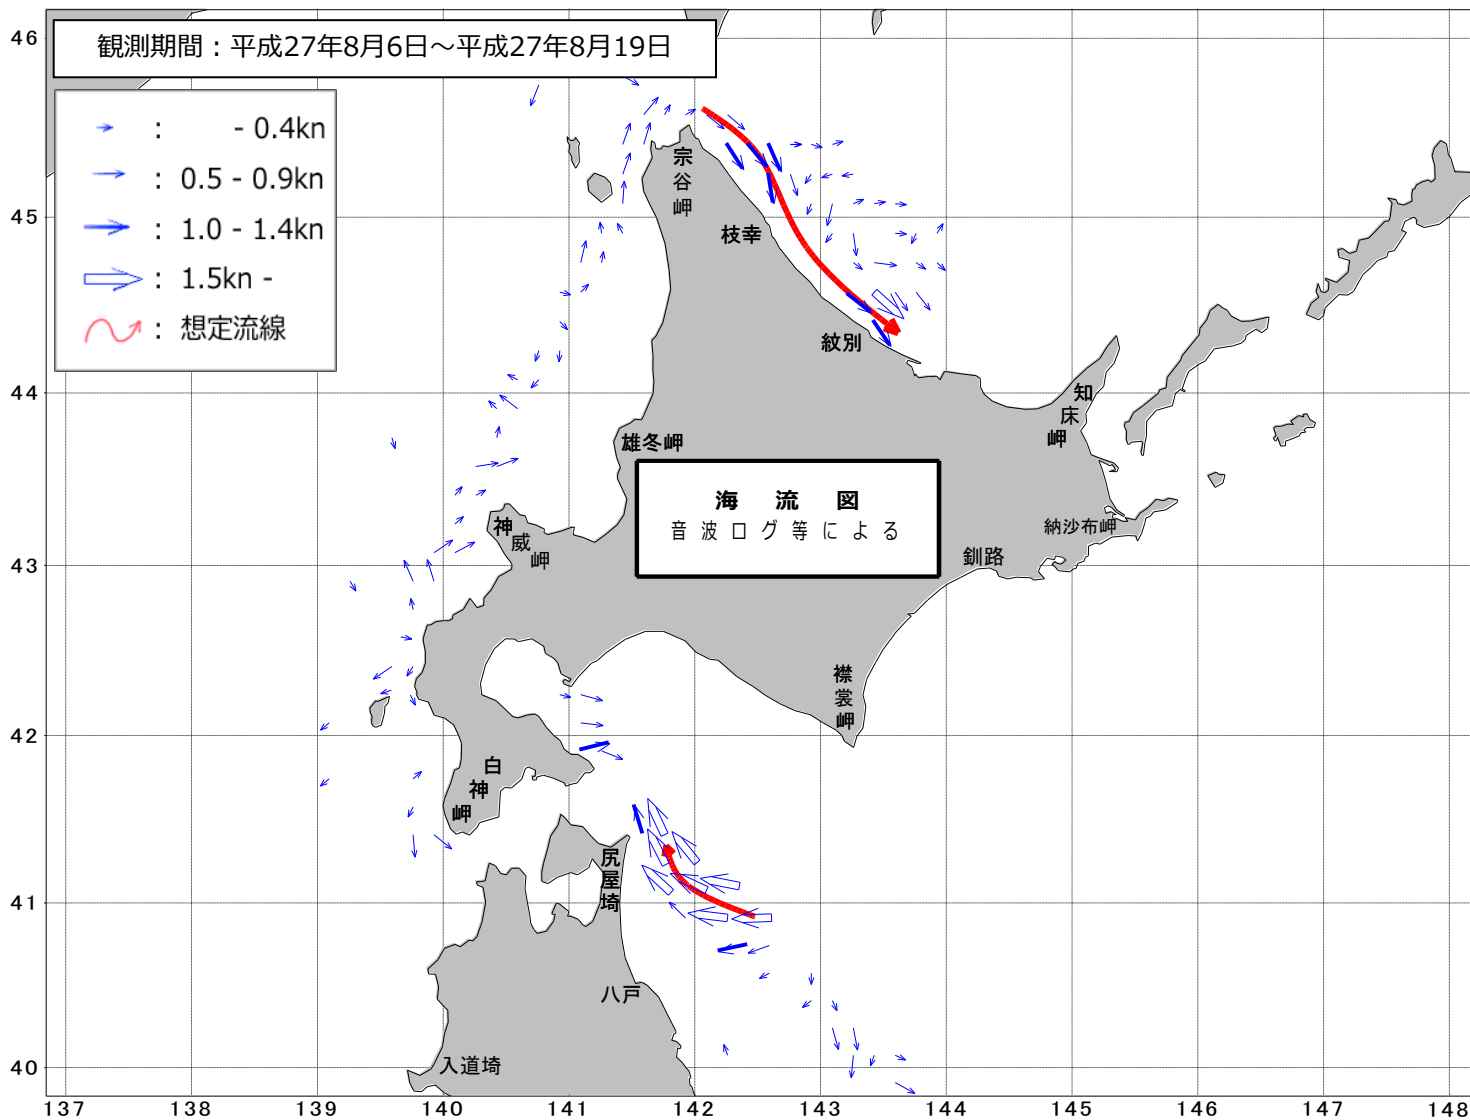 観測期間：平成27年8月6日～平成27年8月19日
： - 0.4kn
： 0.5 - 0.9kn
： 1.0 - 1.4kn
： 1.5kn -
： 想定流線
宗谷岬
枝幸
紋別
知床岬
雄冬岬
海 流 図
音 波 ロ グ 等 に よ る
神威岬
納沙布岬
釧路
襟裳岬
白神岬
尻屋埼
八戸
入道埼
46
45
44
43
42
41
40
137 138 139 140 141 142 143 144 145 146 147 148